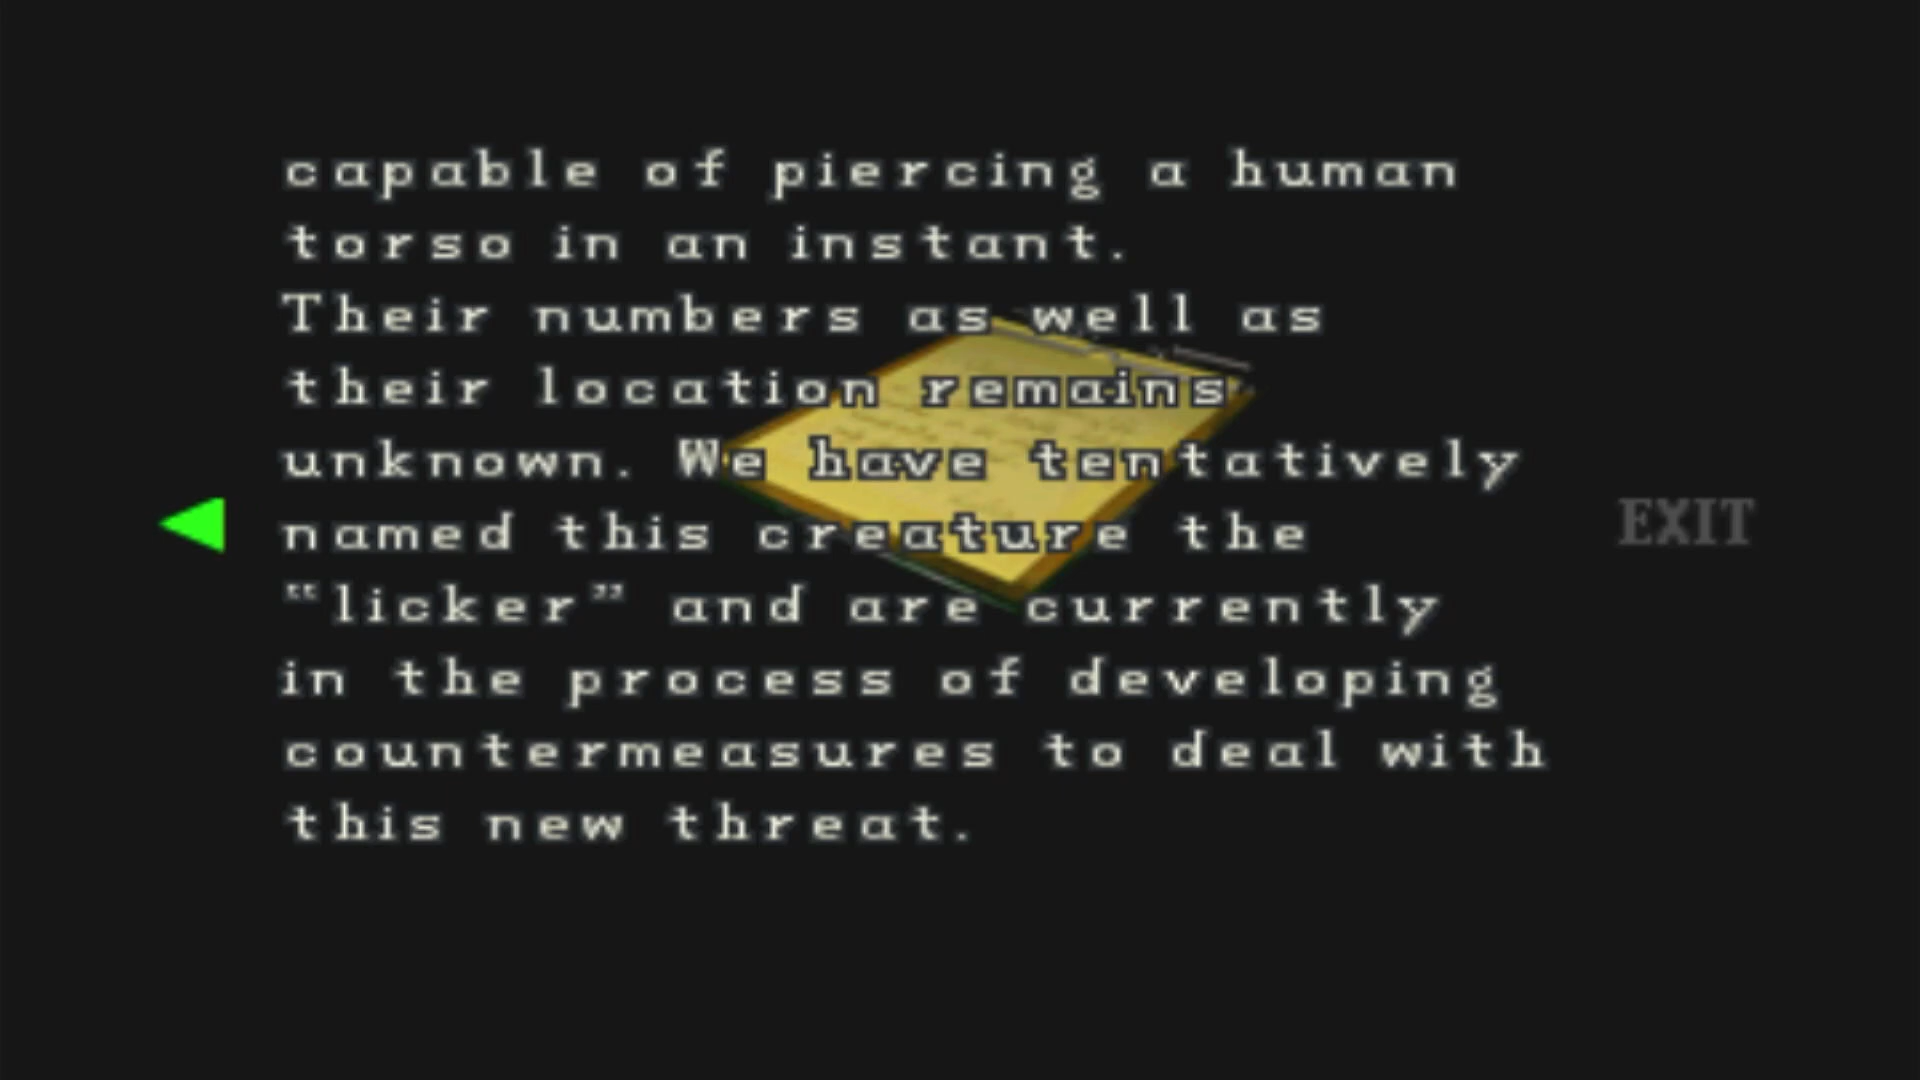 capable of piercing a human
torso in an instant.
Their numbers as well as
their location remains
unknown. We have tentatively
named this creature the
“licker” and are currently
in the process of developing
countermeasures to deal with
this new threat.
EXIT